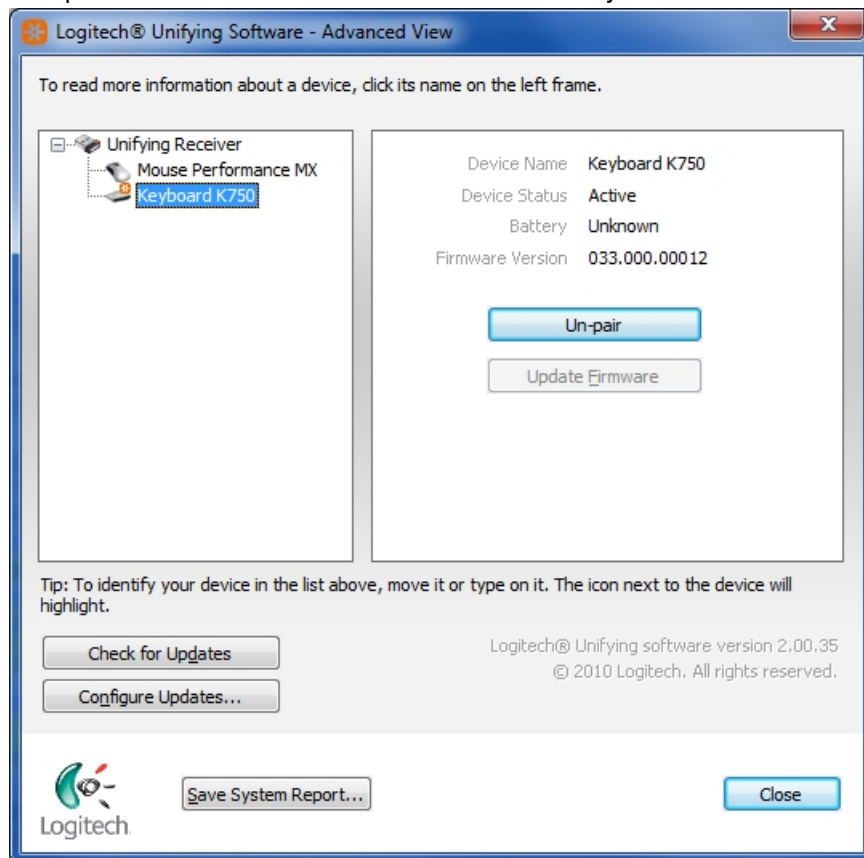 Logitech® Unifying Software - Advanced View
To read more information about a device, click its name on the left frame.
Unifying Receiver
Mouse Performance MX
Keyboard K750
Device Name Keyboard K750
Device Status Active
Battery Unknown
Firmware Version 033.000.00012
Un-pair
Update Firmware
Tip: To identify your device in the list above, move it or type on it. The icon next to the device will
highlight.
Check for Updates
Configure Updates...
Logitech® Unifying software version 2.00.35
© 2010 Logitech. All rights reserved.
Logitech
Save System Report...
Close